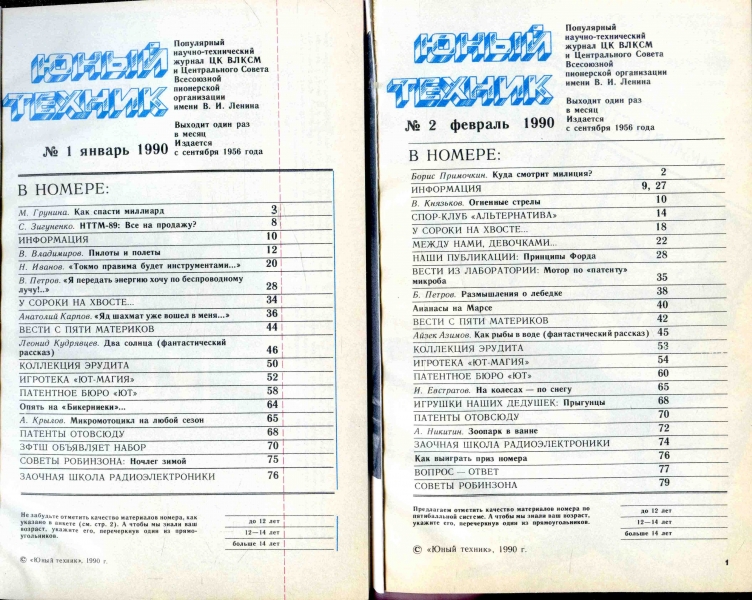 ЮНЫЙ
ТЕХНИК
Популярный
научно-технический
журнал ЦК ВЛКСМ
и Центрального Совета
Всесоюзной
пионерской
организации
имени В. И. Ленина
Выходит один раз
в месяц
Издается
с сентября 1956 года
№ 1 январь 1990
В НОМЕРЕ:
М. Грунина. Как спасти миллиард 3
С. Зигуненко. НТТМ-89: Все на продажу? 8
ИНФОРМАЦИЯ 10
В. Владимиров. Пилоты и полеты 12
Н. Иванов. «Токмо правима будет инструментами...» 20
В. Петров. «Я передать энергию хочу по беспроводному
лучу!..» 28
У СОРОКИ НА ХВОСТЕ... 34
Анатолий Карпов. «Яд шахмат уже вошел в меня...» 36
ВЕСТИ С ПЯТИ МАТЕРИКОВ 44
Леонид Кудрявцев. Два солнца (фантастический
рассказ) 46
КОЛЛЕКЦИЯ ЭРУДИТА 50
ИГРОТЕКА «ЮТ-МАГИЯ» 52
ПАТЕНТНОЕ БЮРО «ЮТ» 58
Опять на «Бикерниеки»... 64
А. Крылов. Микромотоцикл на любой сезон 65
ПАТЕНТЫ ОТОВСЮДУ 68
ЗФТШ ОБЪЯВЛЯЕТ НАБОР 70
СОВЕТЫ РОБИНЗОНА: Ночлег зимой 75
ЗАОЧНАЯ ШКОЛА РАДИОЭЛЕКТРОНИКИ 76
Не забудьте отметить качество материалов номера, как
указано в анкете (см. стр. 2). А чтобы мы знали ваш
возраст, укажите его, перечеркнув один из прямо-
угольников.
до 12 лет
12—14 лет
больше 14 лет
© «Юный техник», 1990 г.
ЮНЫЙ
ТЕХНИК
Популярный
научно-технический
журнал ЦК ВЛКСМ
и Центрального Совета
Всесоюзной
пионерской организации
имени В. И. Ленина
Выходит один раз
в месяц
Издается
с сентября 1956 года
№ 2 февраль 1990
В НОМЕРЕ:
Борис Примочкин. Куда смотрит милиция? 2
ИНФОРМАЦИЯ 9, 27
В. Князьков. Огненные стрелы 10
СПОР-КЛУБ «АЛЬТЕРНАТИВА» 14
У СОРОКИ НА ХВОСТЕ... 18
МЕЖДУ НАМИ, ДЕВОЧКАМИ... 22
НАШИ ПУБЛИКАЦИИ: Принципы Форда 28
ВЕСТИ ИЗ ЛАБОРАТОРИИ: Мотор по «патенту»
микроба 35
Б. Петров. Размышления о лебедке 38
Ананасы на Марсе 40
ВЕСТИ С ПЯТИ МАТЕРИКОВ 42
Айзек Азимов. Как рыбы в воде (фантастический рассказ) 45
КОЛЛЕКЦИЯ ЭРУДИТА 53
ИГРОТЕКА «ЮТ-МАГИЯ» 54
ПАТЕНТНОЕ БЮРО «ЮТ» 60
И. Евстратов. На колесах — по снегу 65
ИГРУШКИ НАШИХ ДЕДУШЕК: Прыгунцы 68
ПАТЕНТЫ ОТОВСЮДУ 70
А. Никитин. Зоопарк в ванне 72
ЗАОЧНАЯ ШКОЛА РАДИОЭЛЕКТРОНИКИ 74
Как выиграть приз номера 76
ВОПРОС — ОТВЕТ 77
СОВЕТЫ РОБИНЗОНА 79
Предлагаем отметить качество материалов номера по
пятибалльной системе. А чтобы мы знали ваш возраст,
укажите его, перечеркнув один из прямоугольников.
до 12 лет
12—14 лет
больше 14 лет
© «Юный техник», 1990 г.
1